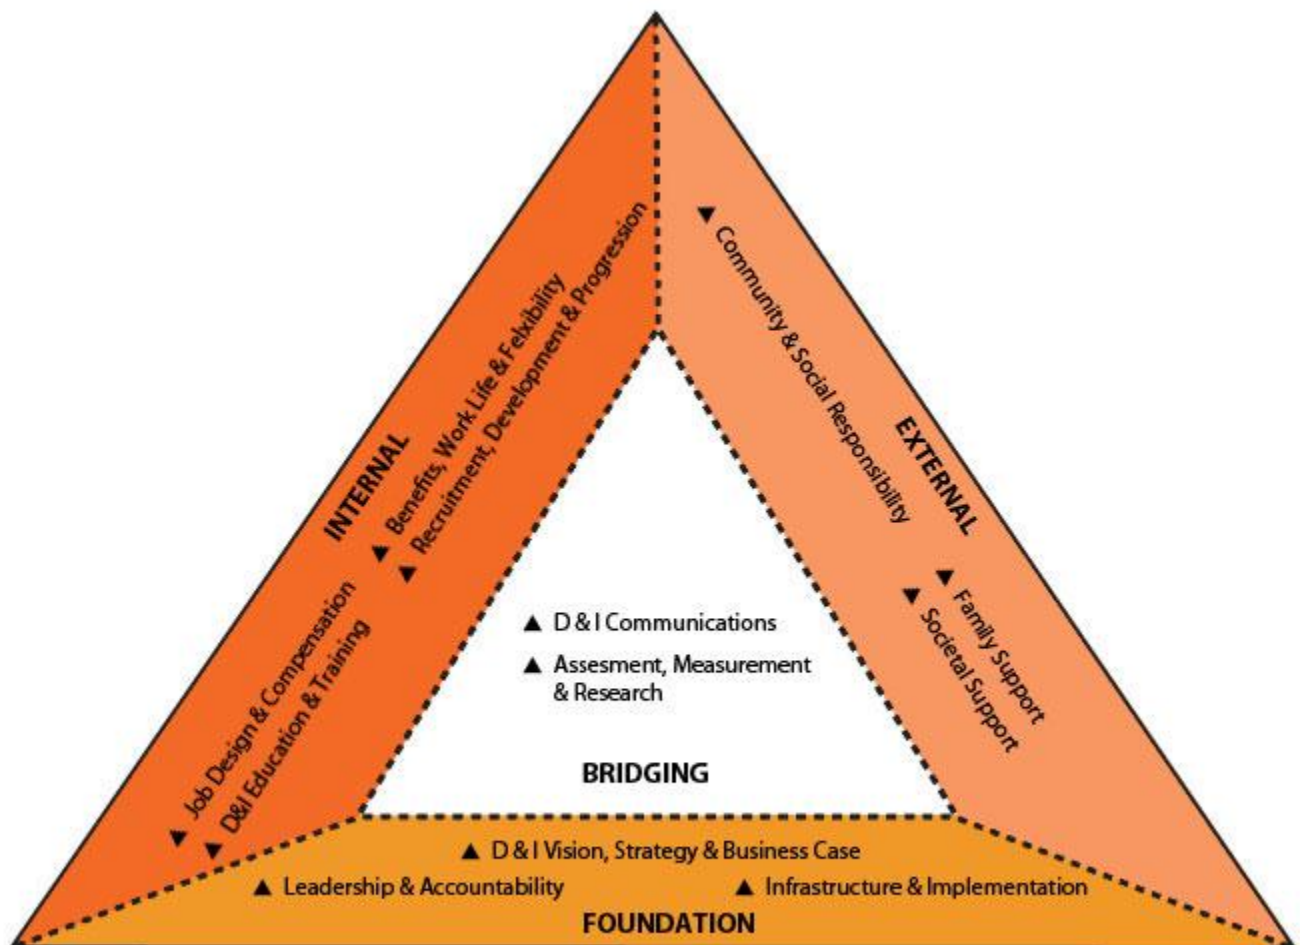 INTERNAL
▲ Benefits, Work Life & Felxibility
▲ Recruitment, Development & Progression
▲ Job Design & Compensation
▲ D&I Education & Training
▲ Community & Social Responsibility
EXTERNAL
▲ Family Support
▲ Societal Support
▲ D & I Communications
▲ Assesment, Measurement
& Research
BRIDGING
▲ D & I Vision, Strategy & Business Case
▲ Leadership & Accountability
▲ Infrastructure & Implementation
FOUNDATION